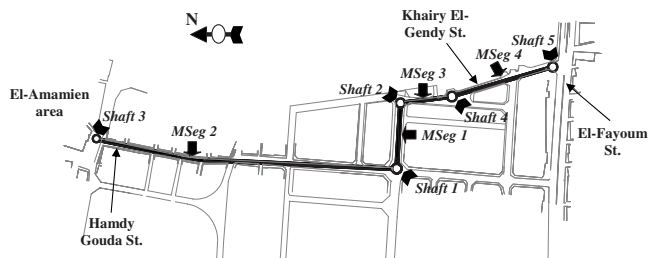 N
Khairy El-
Gendy St.
Shaft 5
MSeg 4
MSeg 3
Shaft 2
El-Amamien
area
Shaft 3
Shaft 4
El-Fayoum
St.
MSeg 1
MSeg 2
Shaft 1
Hamdy
Gouda St.